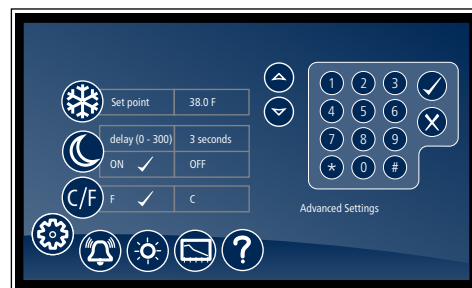 Set point 38.0 F
delay (0 - 300) 3 seconds
ON OFF
C/F F C
1 2 3
4 5 6
7 8 9
* 0 #
Advanced Settings
?